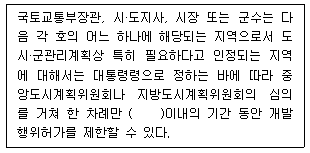 국토교통부장관, 시·도지사, 시장 또는 군수는 다
음 각 호의 어느 하나에 해당되는 지역으로서 도
시·군관리계획상 특히 필요하다고 인정되는 지역
에 대해서는 대통령령으로 정하는 바에 따라 중
앙도시계획위원회나 지방도시계획위원회의 심의
를 거쳐 한 차례만 (    )이내의 기간 동안 개발
행위허가를 제한할 수 있다.